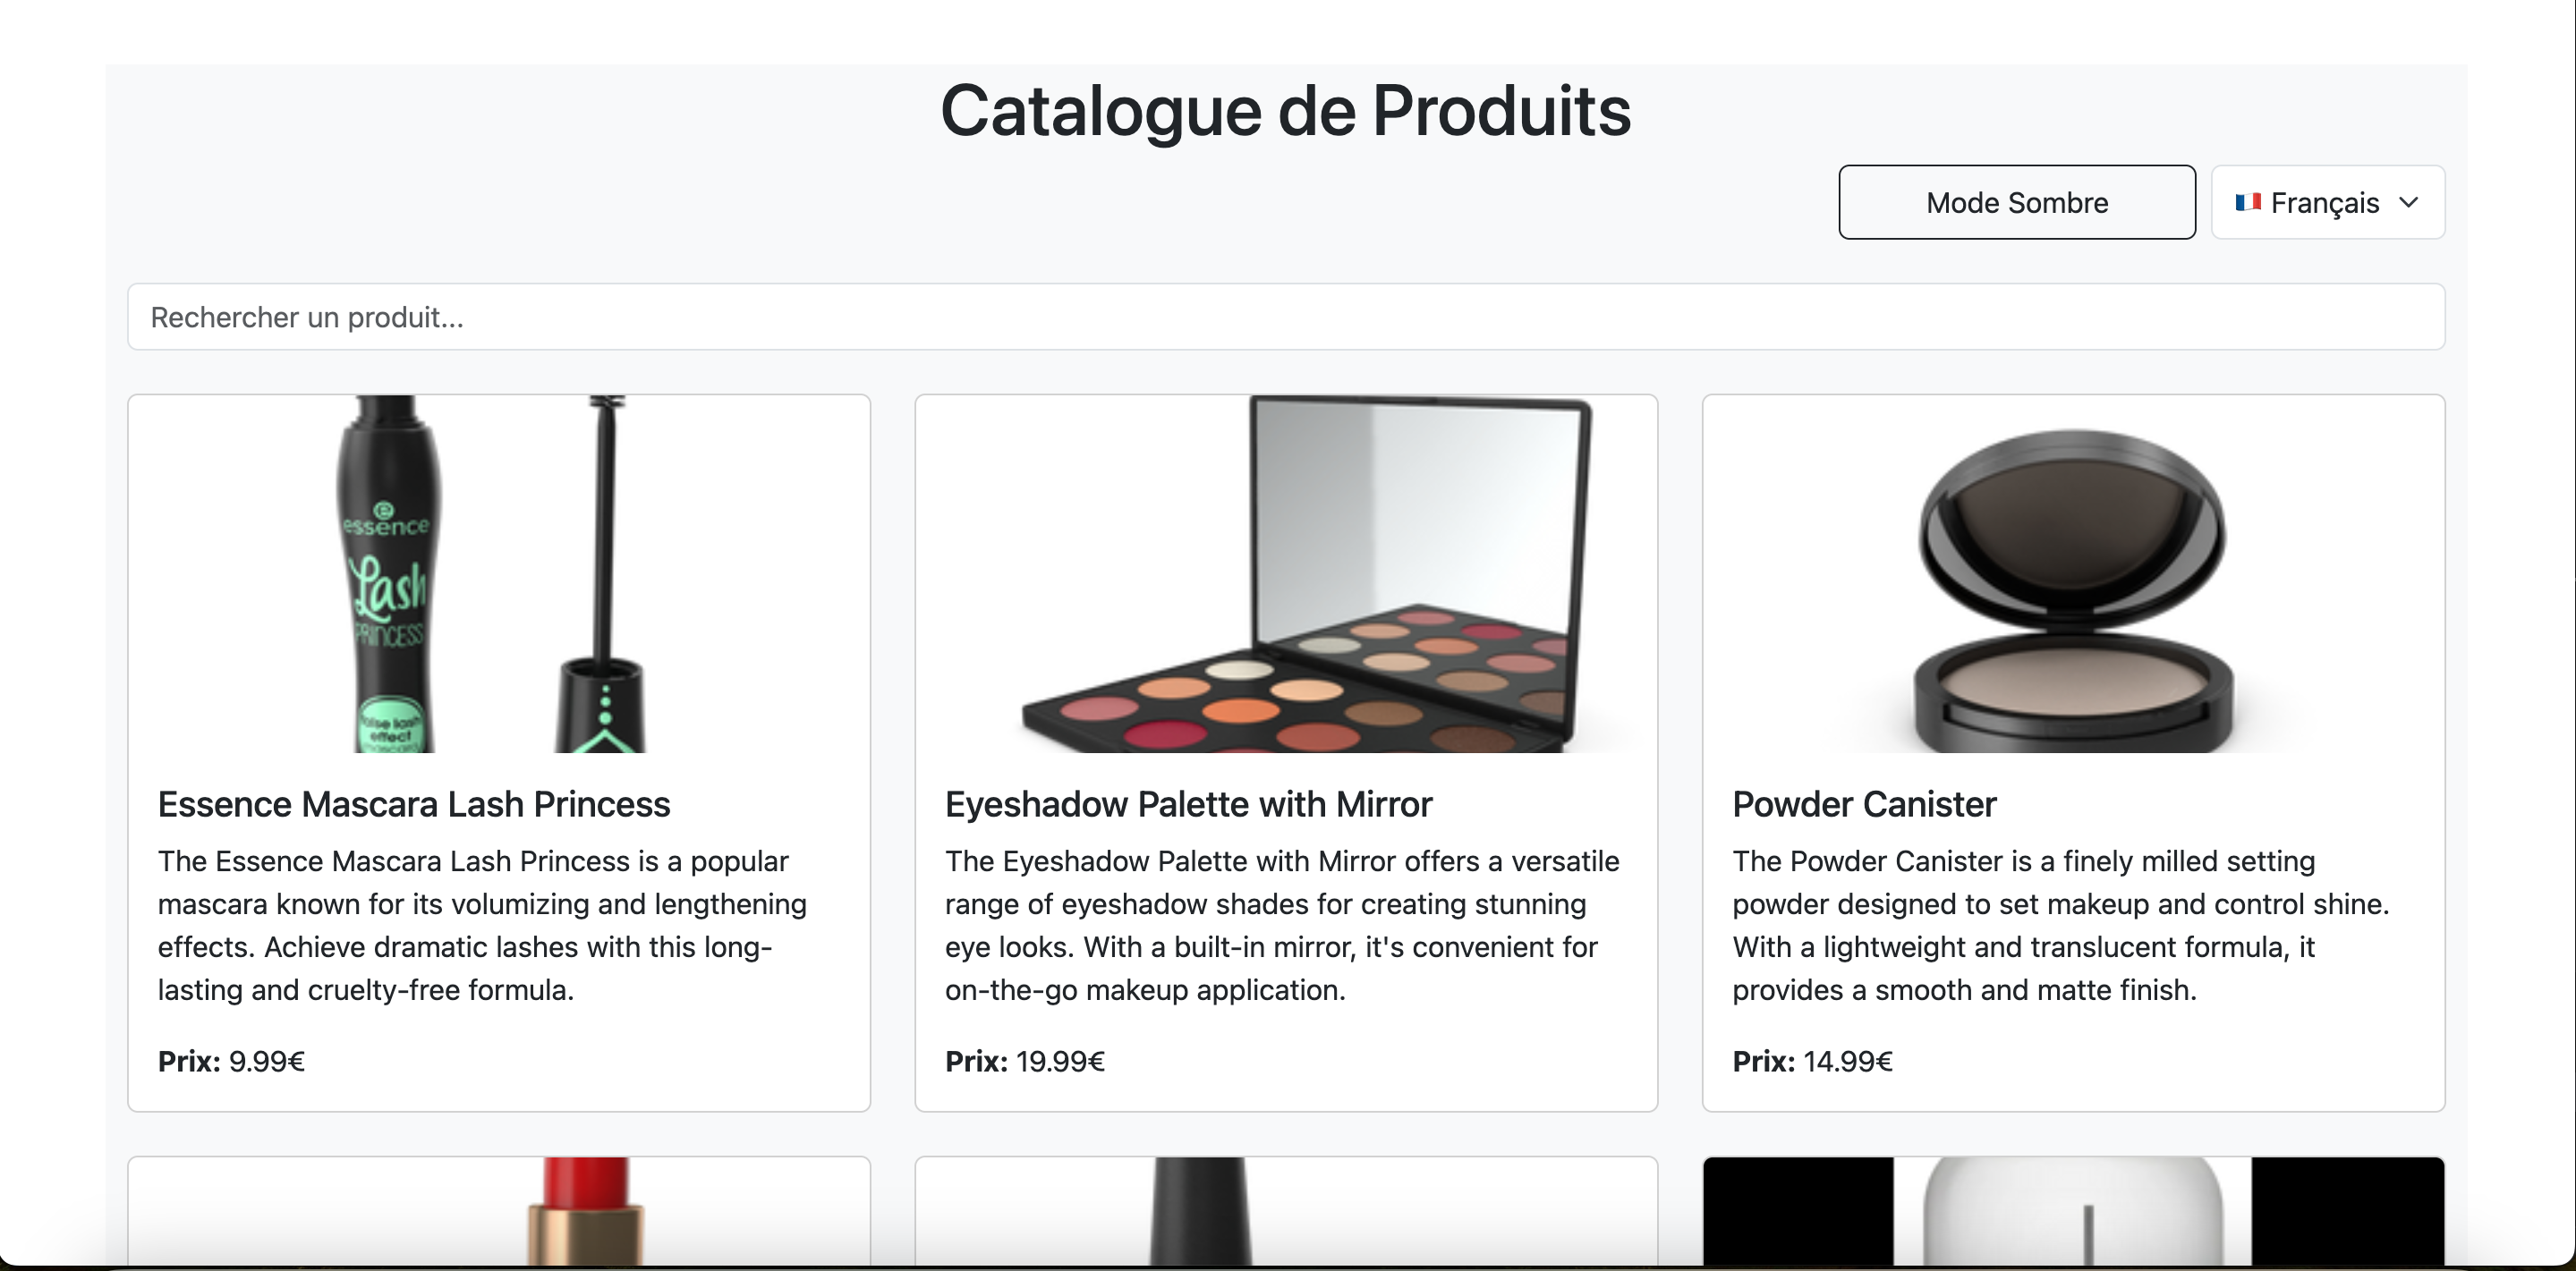 Catalogue de Produits
Mode Sombre
🇫🇷 Français
Rechercher un produit...
essence
Lash
PRINCESS
false lash
effect
mascara
Essence Mascara Lash Princess
The Essence Mascara Lash Princess is a popular
mascara known for its volumizing and lengthening
effects. Achieve dramatic lashes with this long-
lasting and cruelty-free formula.
Prix: 9.99€
Eyeshadow Palette with Mirror
The Eyeshadow Palette with Mirror offers a versatile
range of eyeshadow shades for creating stunning
eye looks. With a built-in mirror, it's convenient for
on-the-go makeup application.
Prix: 19.99€
Powder Canister
The Powder Canister is a finely milled setting
powder designed to set makeup and control shine.
With a lightweight and translucent formula, it
provides a smooth and matte finish.
Prix: 14.99€